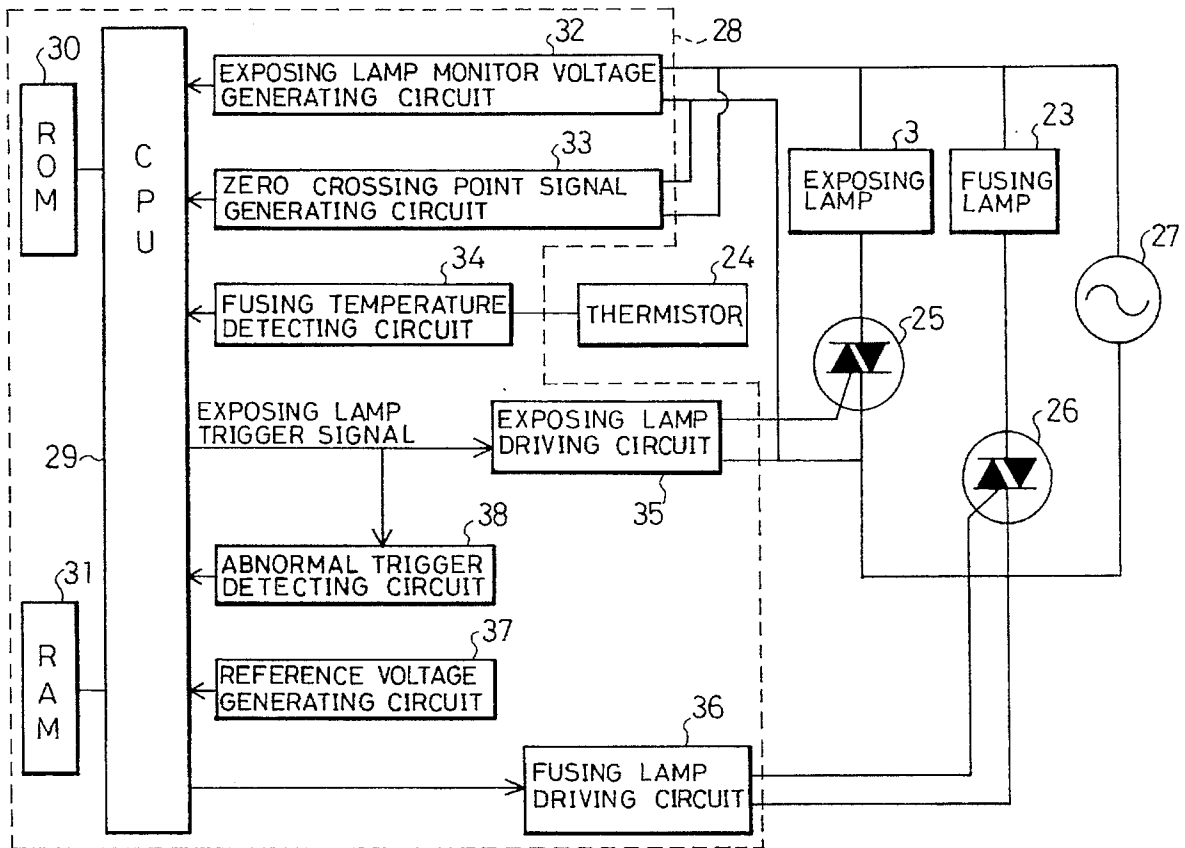 30
32
28
EXPOSING LAMP MONITOR VOLTAGE
GENERATING CIRCUIT
ROM
CPU
33
ZERO CROSSING POINT SIGNAL
GENERATING CIRCUIT
3
EXPOSING
LAMP
23
FUSING
LAMP
27
34
FUSING TEMPERATURE
DETECTING CIRCUIT
24
THERMISTOR
25
EXPOSING LAMP
TRIGGER SIGNAL
EXPOSING LAMP
DRIVING CIRCUIT
35
26
29
38
ABNORMAL TRIGGER
DETECTING CIRCUIT
31
RAM
37
REFERENCE VOLTAGE
GENERATING CIRCUIT
36
FUSING LAMP
DRIVING CIRCUIT